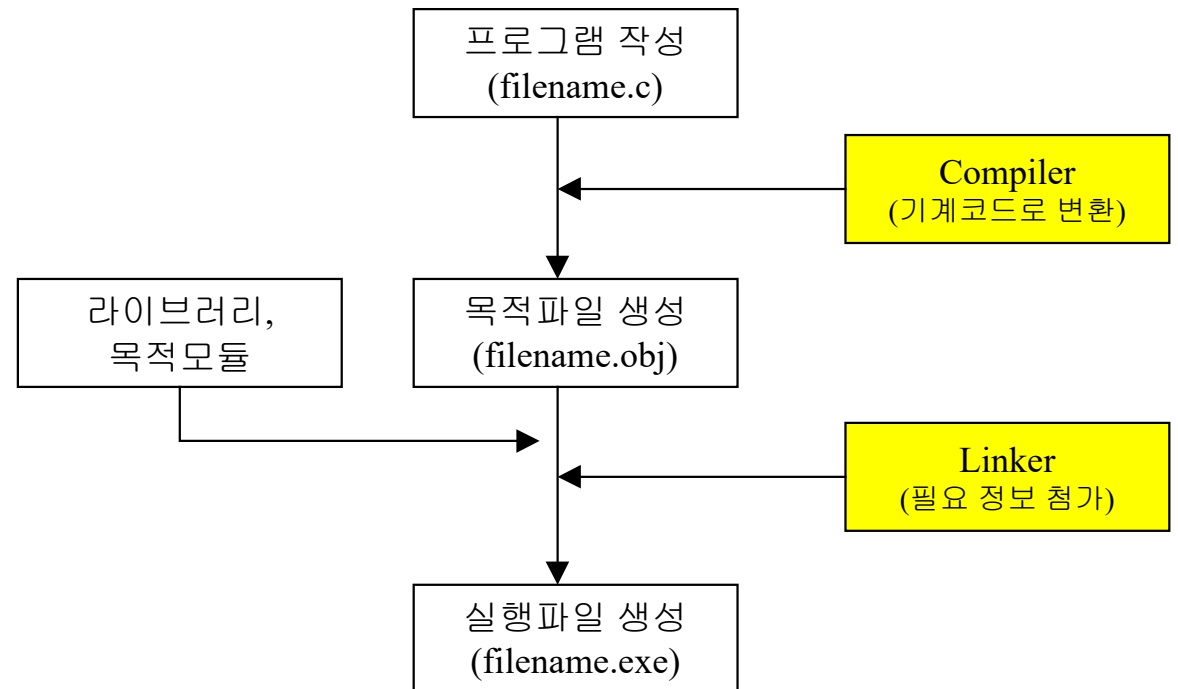 프로그램 작성
(filename.c)
Compiler
(기계코드로 변환)
라이브러리,
목적모듈
목적파일 생성
(filename.obj)
Linker
(필요 정보 첨가)
실행파일 생성
(filename.exe)